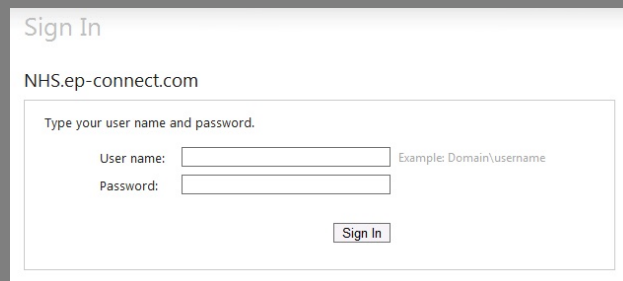 Sign In
NHS.ep-connect.com
Type your user name and password.
User name: Example: Domain\username
Password:
Sign In